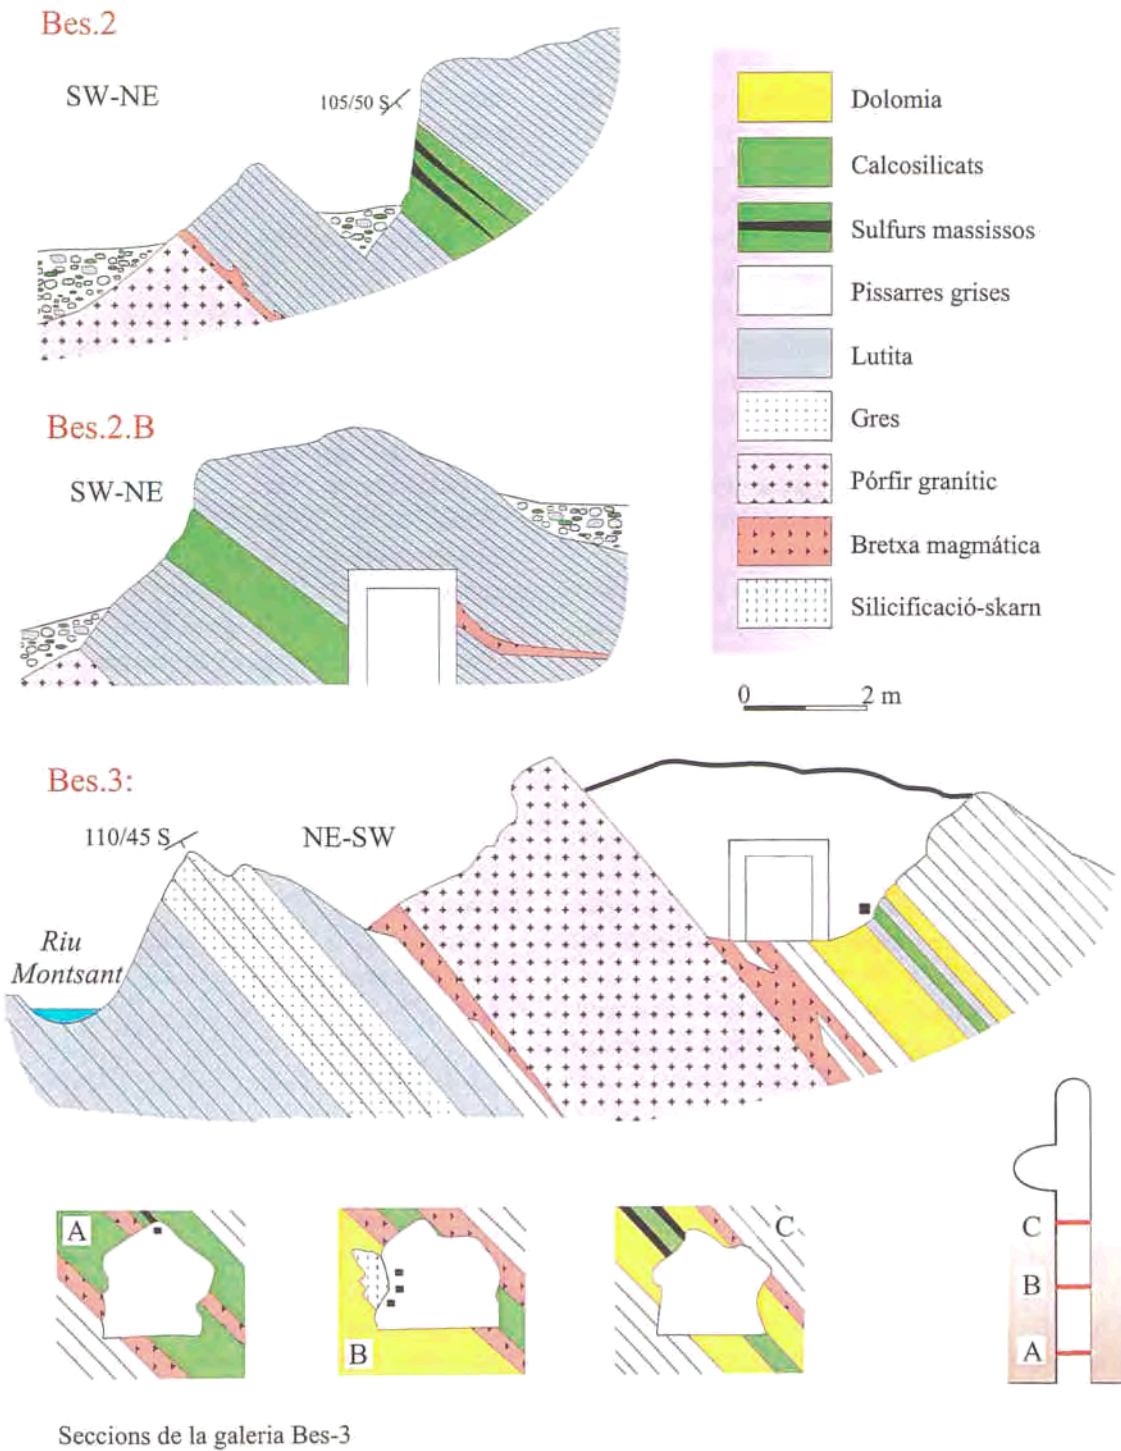 Bes.2
SW-NE
105/50 S
Dolomia
Calcosilicats
Sulfurs massissos
Pissarres grises
Lutita
Gres
Pórfir granític
Bretxa magmática
Silicificació-skarn
0 2 m
Bes.2.B
SW-NE
Bes.3:
110/45 S
NE-SW
Riu
Montsant
A
B
C
C
B
A
Seccions de la galeria Bes-3